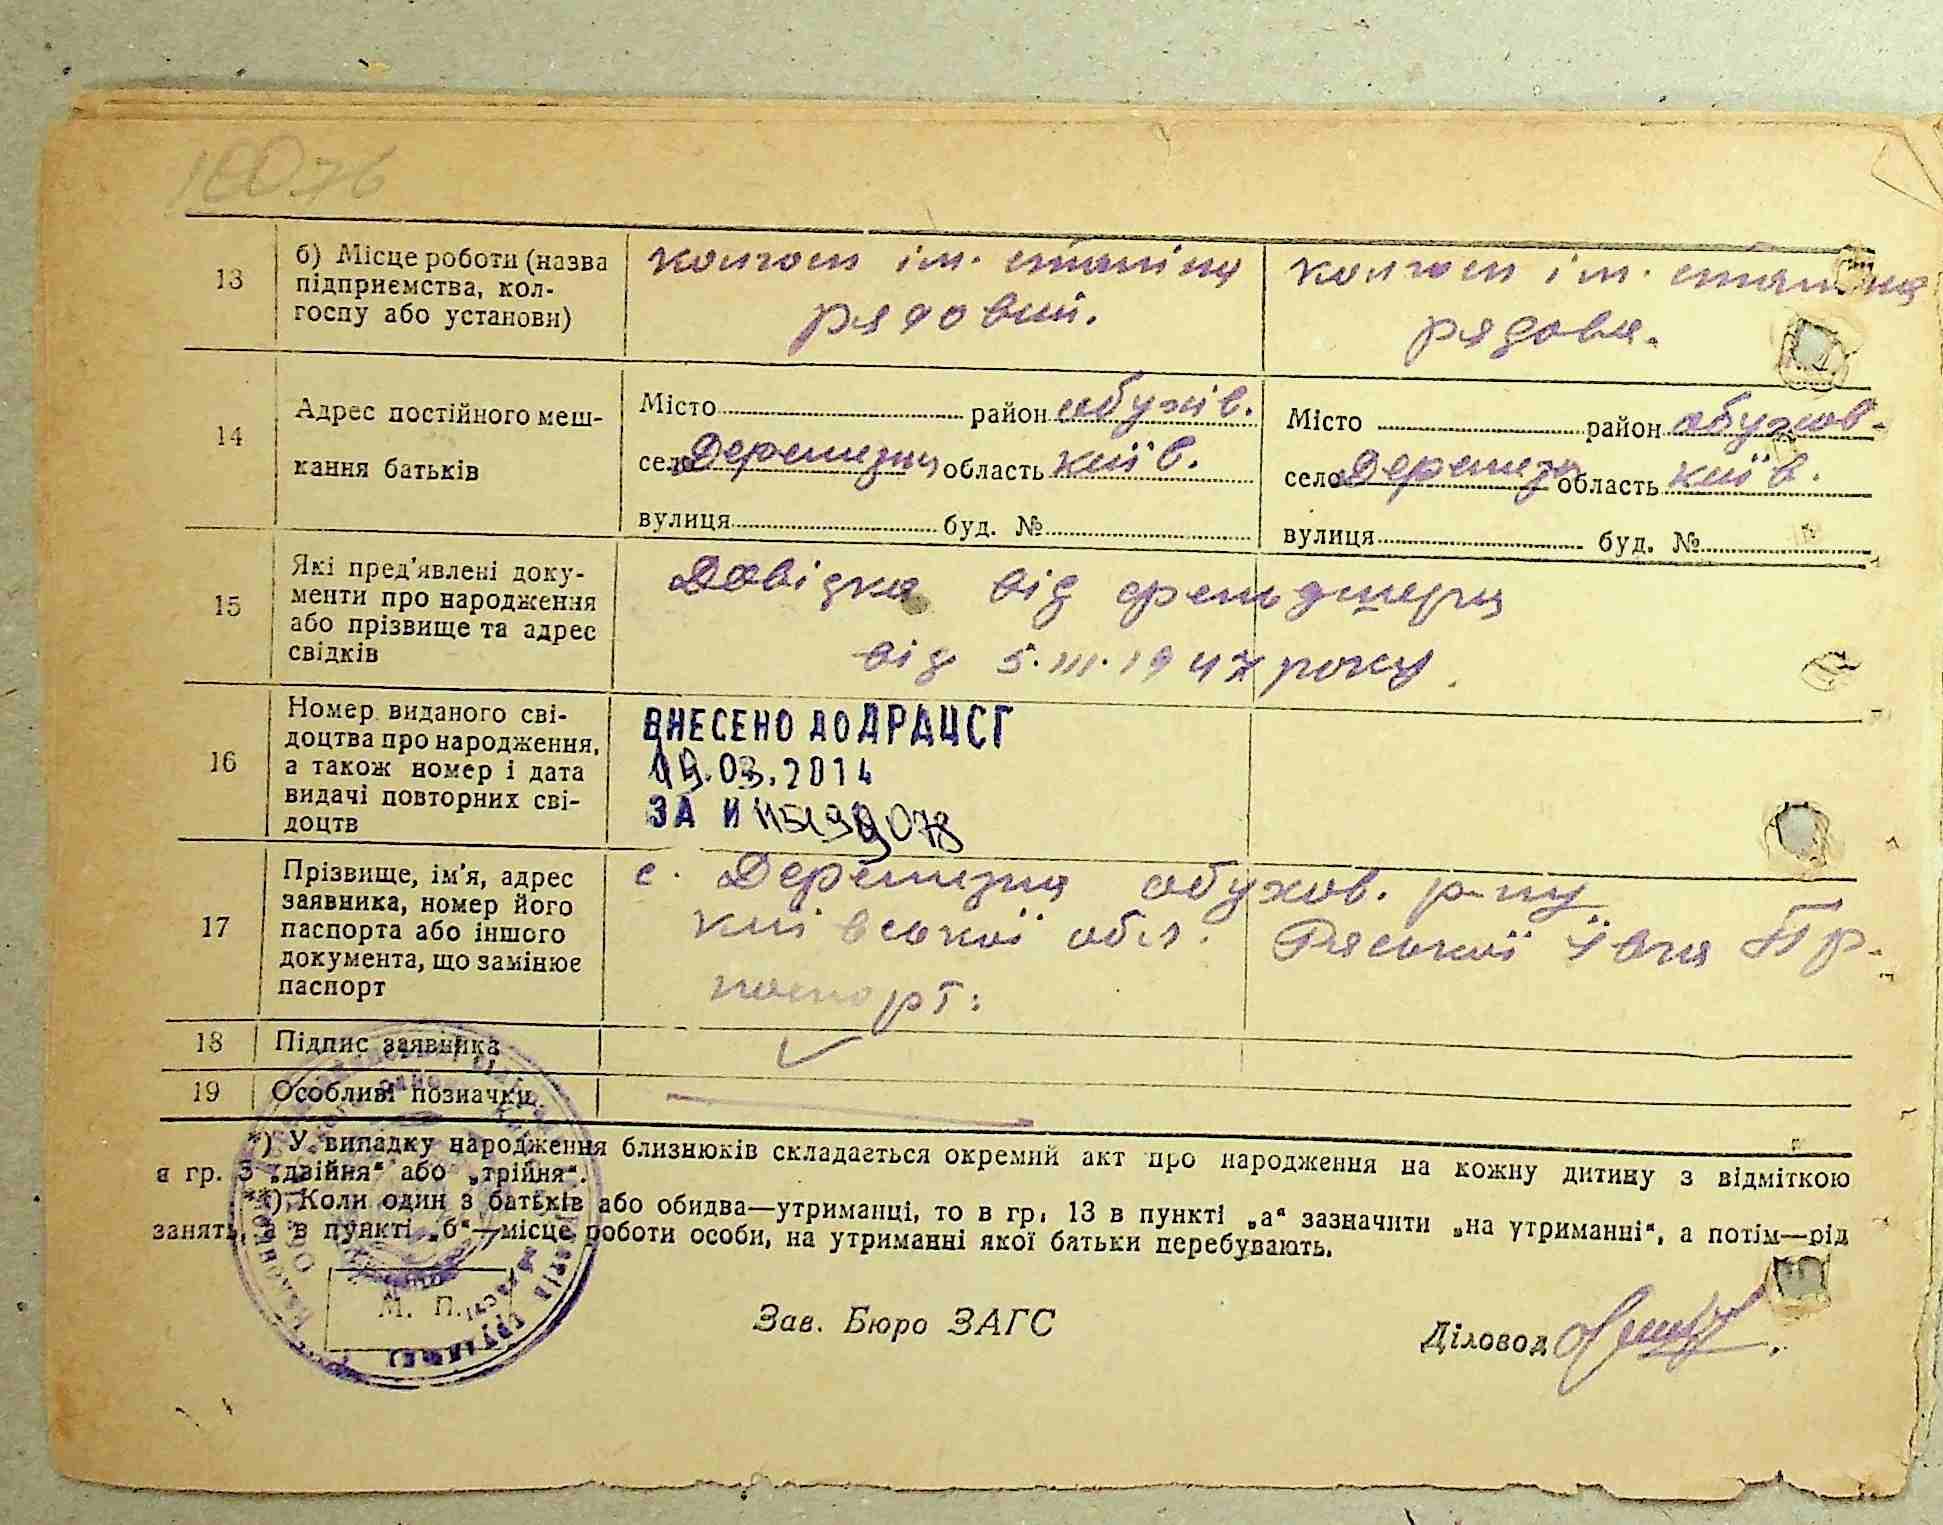 13
б) Місце роботи (назва
підприємства, кол-
госпу або установи)
колгосп ім. Сталіна
рядовий.
колгосп ім. Сталіна
рядова.
14
Адрес постійного меш-
кання батьків
Місто район обухів.
село Деремезна область київ.
вулиця буд. №
Місто район обухов-
село Деремезна область київ.
вулиця буд. №
15
Які пред'явлені доку-
менти про народження
або прізвище та адрес
свідків
Довідка від фельдшера
від 5.III.1947 року.
16
Номер виданого сві-
доцтва про народження,
а також номер і дата
видачі повторних сві-
доцтв
ВНЕСЕНО ДО ДРАЦСГ
19.03.2014
ЗА №
17
Прізвище, ім'я, адрес
заявника, номер його
паспорта або іншого
документа, що замінює
паспорт
с. Деремезна обухов. р-ну
київської обл.
паспорт:
18
Підпис заявника
19
Особливі позначки
*) У випадку народження близнюків складається окремий акт про народження на кожну дитину з відміткою
в гр. 3 „двійня“ або „трійня“.
**) Коли один з батьків або обидва—утриманці, то в гр. 13 в пункті „а“ зазначити „на утриманні“, а потім—рід
занять, в пункті „б“—місце роботи особи, на утриманні якої батьки перебувають.
М. П.
Зав. Бюро ЗАГС
Діловод